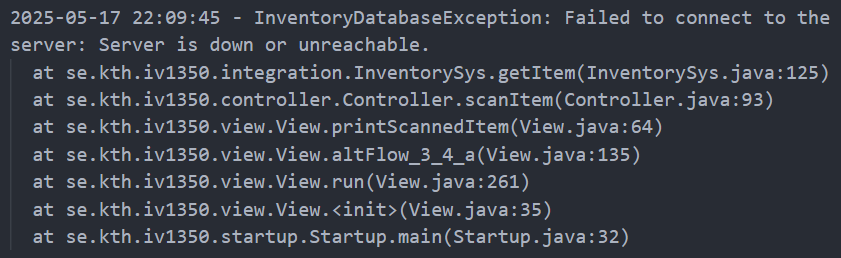 2025-05-17 22:09:45 - InventoryDatabaseException: Failed to connect to the
server: Server is down or unreachable.
  at se.kth.iv1350.integration.InventorySys.getItem(InventorySys.java:125)
  at se.kth.iv1350.controller.Controller.scanItem(Controller.java:93)
  at se.kth.iv1350.view.View.printScannedItem(View.java:64)
  at se.kth.iv1350.view.View.altFlow_3_4_a(View.java:135)
  at se.kth.iv1350.view.View.run(View.java:261)
  at se.kth.iv1350.view.View.<init>(View.java:35)
  at se.kth.iv1350.startup.Startup.main(Startup.java:32)